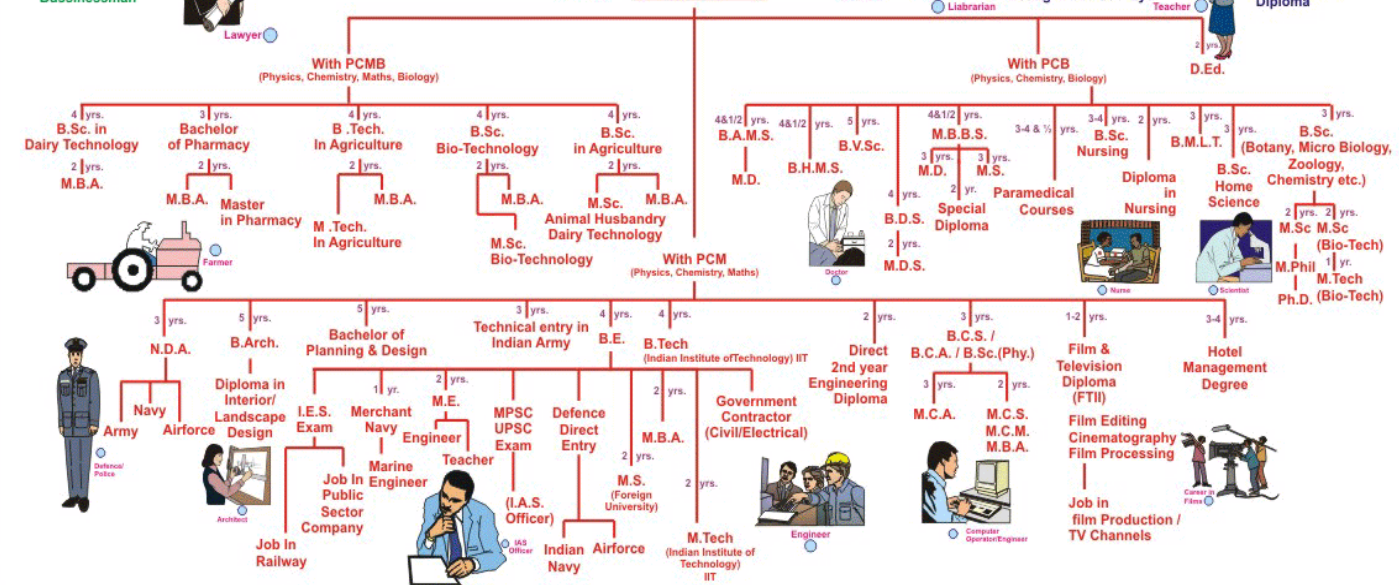 Bussinessman
Lawyer
Liabrarian
Teacher
Diploma
2 yrs.
D.Ed.
With PCMB
(Physics, Chemistry, Maths, Biology)
With PCB
(Physics, Chemistry, Biology)
4 yrs.
B.Sc. in
Dairy Technology
2 yrs.
M.B.A.
3 yrs.
Bachelor
of Pharmacy
2 yrs.
M.B.A.
Master
in Pharmacy
4 yrs.
B .Tech.
In Agriculture
2 yrs.
M.B.A.
M .Tech.
In Agriculture
4 yrs.
B.Sc.
Bio-Technology
2 yrs.
M.B.A.
M.Sc.
Bio-Technology
4 yrs.
B.Sc.
in Agriculture
2 yrs.
M.Sc.
Animal Husbandry
Dairy Technology
M.B.A.
Farmer
4&1/2 yrs.
B.A.M.S.
M.D.
4&1/2 yrs.
B.H.M.S.
5 yrs.
B.V.Sc.
4 yrs.
B.D.S.
2 yrs.
M.D.S.
4&1/2 yrs.
M.B.B.S.
3 yrs.
M.D.
3 yrs.
M.S.
2 yr.
Special
Diploma
3-4 & ½ yrs.
Paramedical
Courses
3-4 yrs.
B.Sc.
Nursing
2 yrs.
Diploma
in
Nursing
B.M.L.T.
3 yrs.
B.Sc.
Home
Science
3 yrs.
B.Sc.
(Botany, Micro Biology,
Zoology,
Chemistry etc.)
2 yrs.
M.Sc
M.Phil
Ph.D.
2 yrs.
M.Sc
(Bio-Tech)
1 yr.
M.Tech
(Bio-Tech)
Doctor
Nurse
Scientist
With PCM
(Physics, Chemistry, Maths)
3 yrs.
N.D.A.
Army
Navy
Airforce
Defence/
Police
5 yrs.
B.Arch.
Diploma in
Interior/
Landscape
Design
Architect
5 yrs.
Bachelor of
Planning & Design
3 yrs.
Technical entry in
Indian Army
4 yrs.
B.E.
4 yrs.
B.Tech
(Indian Institute ofTechnology) IIT
I.E.S.
Exam
Job In
Railway
Job In
Public
Sector
Company
1 yr.
Merchant
Navy
Marine
Engineer
2 yrs.
M.E.
Engineer
Teacher
MPSC
UPSC
Exam
(I.A.S.
Officer)
IAS
Officer
Defence
Direct
Entry
Indian
Navy
Airforce
2 yrs.
M.S.
(Foreign
University)
2 yrs.
M.B.A.
2 yrs.
M.Tech
(Indian Institute of
Technology)
IIT
Government
Contractor
(Civil/Electrical)
Engineer
2 yrs.
Direct
2nd year
Engineering
Diploma
3 yrs.
B.C.S. /
B.C.A. / B.Sc.(Phy.)
3 yrs.
M.C.A.
2 yrs.
M.C.S.
M.C.M.
M.B.A.
Computer
Operator/Engineer
1-2 yrs.
Film &
Television
Diploma
(FTII)
Film Editing
Cinematography
Film Processing
Job in
film Production /
TV Channels
Career in
Films
3-4 yrs.
Hotel
Management
Degree